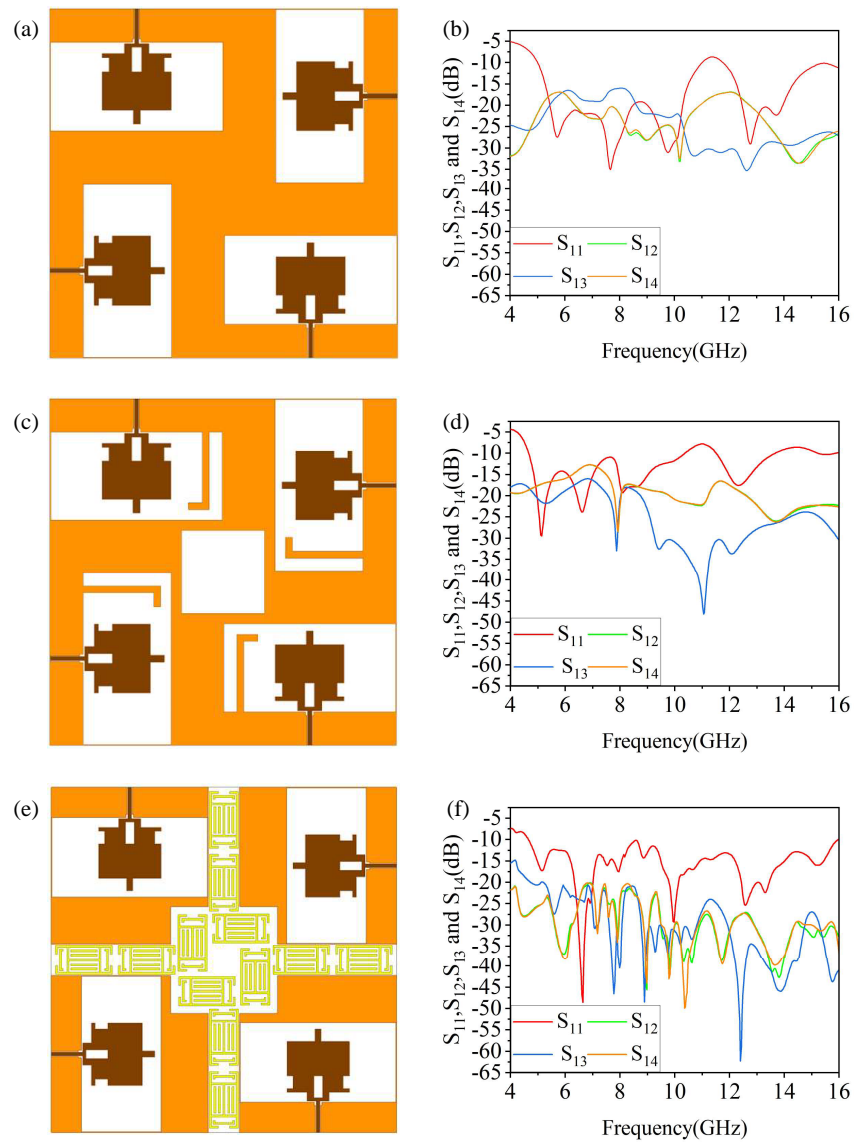 (a)
(b)
-5
-10
-15
-20
-25
-30
-35
-40
-45
-50
-55
-60
-65
S11,S12,S13 and S14(dB)
S11 S12
S13 S14
4 6 8 10 12 14 16
Frequency(GHz)
(c)
(d)
-5
-10
-15
-20
-25
-30
-35
-40
-45
-50
-55
-60
-65
S11,S12,S13 and S14(dB)
S11 S12
S13 S14
4 6 8 10 12 14 16
Frequency(GHz)
(e)
(f)
-5
-10
-15
-20
-25
-30
-35
-40
-45
-50
-55
-60
-65
S11,S12,S13 and S14(dB)
S11 S12
S13 S14
4 6 8 10 12 14 16
Frequency(GHz)